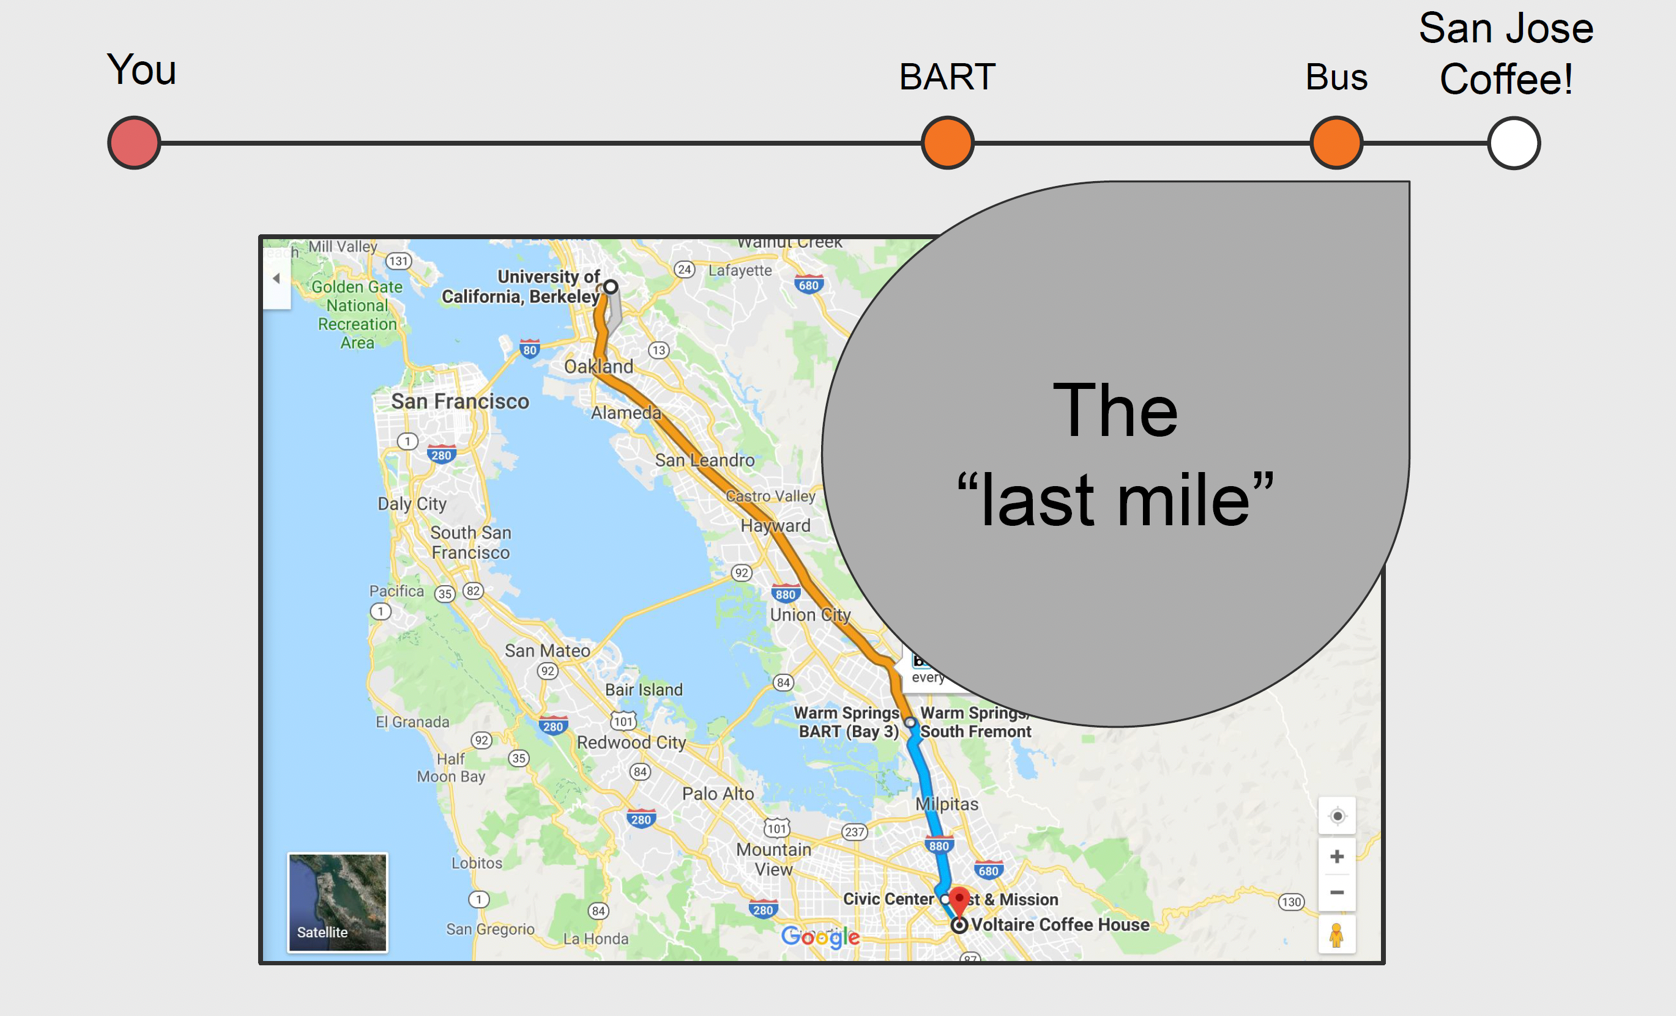 San Jose
Coffee!
You
BART
Bus
Mill Valley
131
Golden Gate
National
Recreation
Area
Walnut Creek
24
Lafayette
680
University of
California, Berkeley
80
13
Oakland
San Francisco
Alameda
1
280
San Leandro
The
"last mile"
Castro Valley
Daly City
Hayward
South San
Francisco
92
880
Pacifica
35
82
1
Union City
San Mateo
92
every
84
Bair Island
Warm Springs
BART (Bay 3)
Warm Springs/
South Fremont
El Granada
280
101
92
Redwood City
Half
Moon Bay
35
84
Palo Alto
Milpitas
280
101
237
880
Mountain
View
680
Lobitos
1
Civic Center
st & Mission
130
84
280
Voltaire Coffee House
Satellite
San Gregorio
La Honda
Google
87